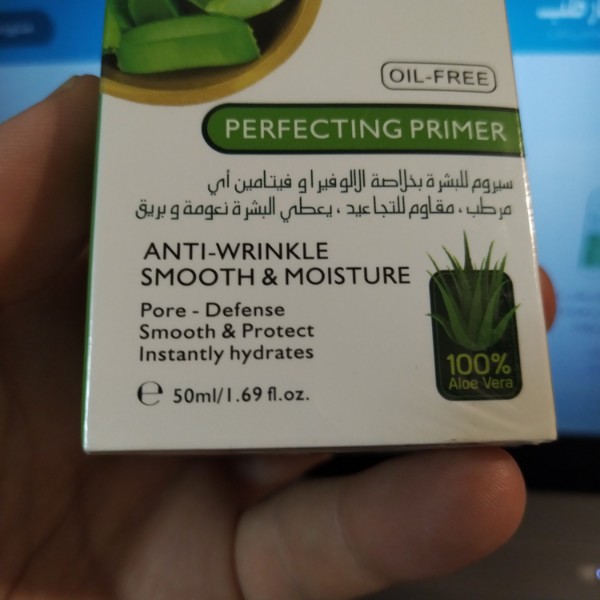 OIL-FREE
PERFECTING PRIMER
سيروم للبشرة بخلاصة الالوفيرا و فيتامين أي
مرطب ، مقاوم للتجاعيد ، يعطي البشرة نعومة و بريق
ANTI-WRINKLE
SMOOTH & MOISTURE
Pore - Defense
Smooth & Protect
Instantly hydrates
100%
Aloe Vera
℮ 50ml/1.69 fl.oz.